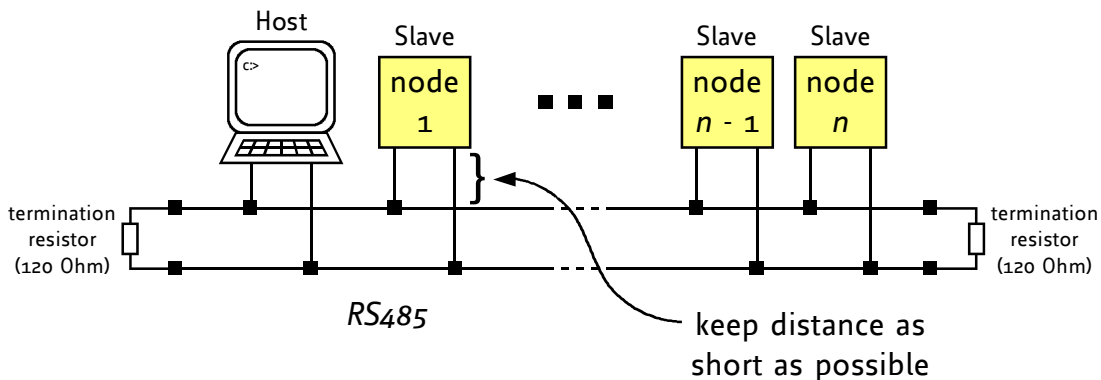 Host
C:>
Slave
node
1
Slave
node
n - 1
Slave
node
n
}
termination
resistor
(120 Ohm)
termination
resistor
(120 Ohm)
RS485
keep distance as
short as possible